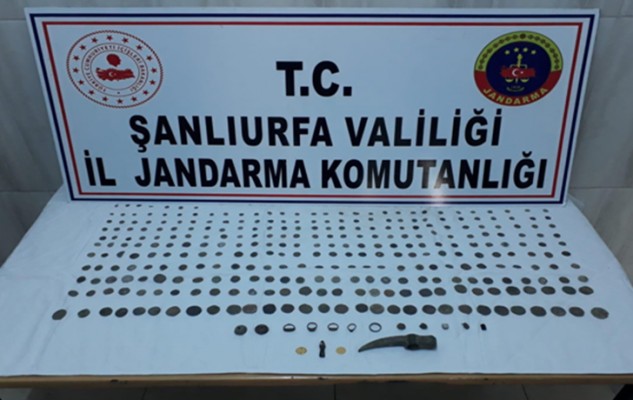 T.C.
ŞANLIURFA VALİLİĞİ
İL JANDARMA KOMUTANLIĞI
JANDARMA